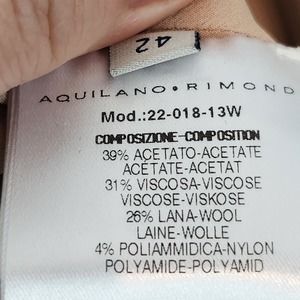 42
AQUILANO•RIMOND
Mod.:22-018-13W
COMPOSIZIONE-COMPOSITION
39% ACETATO-ACETATE
ACÉTATE-ACETAT
31% VISCOSA-VISCOSE
VISCOSE-VISKOSE
26% LANA-WOOL
LAINE-WOLLE
4% POLIAMMIDICA-NYLON
POLYAMIDE-POLYAMID